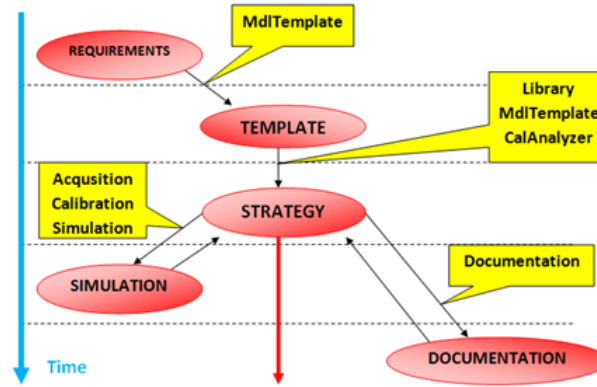 MdlTemplate
REQUIREMENTS
Library
MdlTemplate
CalAnalyzer
TEMPLATE
Acqusition
Calibration
Simulation
STRATEGY
Documentation
SIMULATION
DOCUMENTATION
Time